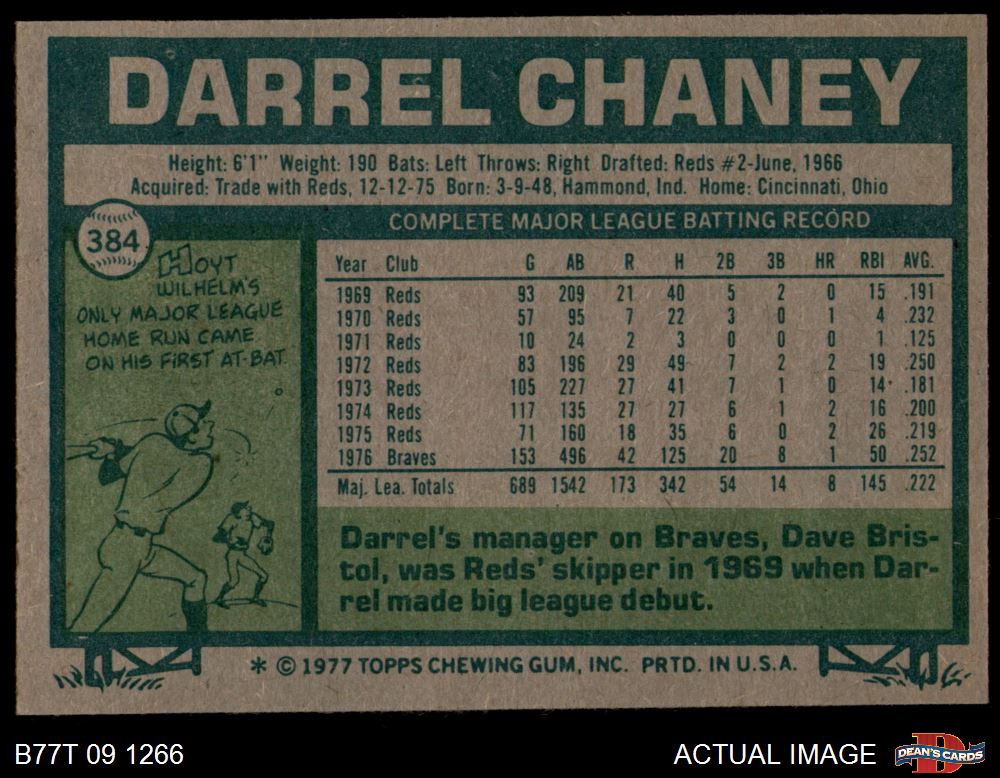 DARREL CHANEY
Height: 6'1" Weight: 190 Bats: Left Throws: Right Drafted: Reds #2-June, 1966
Acquired: Trade with Reds, 12-12-75 Born: 3-9-48, Hammond, Ind. Home: Cincinnati, Ohio
384
HOYT
WILHELM'S
ONLY MAJOR LEAGUE
HOME RUN CAME
ON HIS FIRST AT-BAT.
COMPLETE MAJOR LEAGUE BATTING RECORD
Year Club G AB R H 2B 3B HR RBI AVG.
1969 Reds 93 209 21 40 5 2 0 15 .191
1970 Reds 57 95 7 22 3 0 1 4 .232
1971 Reds 10 24 2 3 0 0 0 1 .125
1972 Reds 83 196 29 49 7 2 2 19 .250
1973 Reds 105 227 27 41 7 1 0 14 .181
1974 Reds 117 135 27 27 6 1 2 16 .200
1975 Reds 71 160 18 35 6 0 2 26 .219
1976 Braves 153 496 42 125 20 8 1 50 .252
Maj. Lea. Totals 689 1542 173 342 54 14 8 145 .222
Darrel's manager on Braves, Dave Bris-
tol, was Reds' skipper in 1969 when Dar-
rel made big league debut.
* © 1977 TOPPS CHEWING GUM, INC. PRTD. IN U.S.A.
B77T 09 1266
ACTUAL IMAGE
DEAN'S CARDS